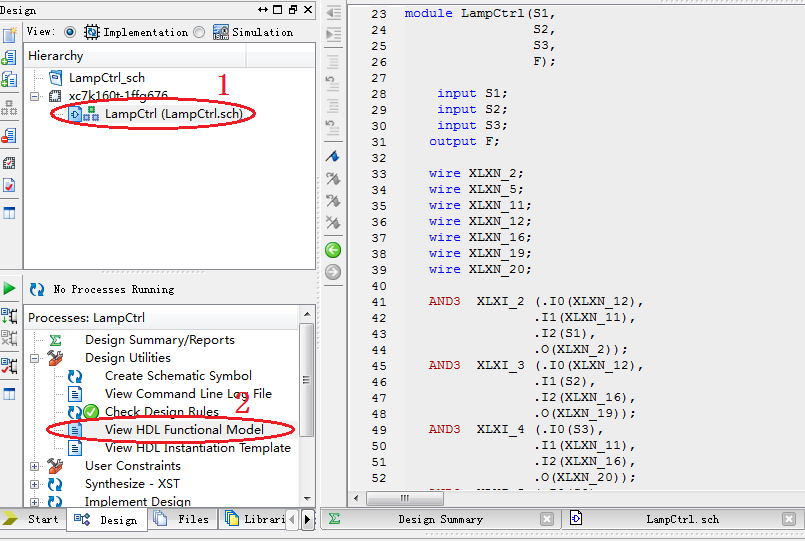 Design
View: Implementation Simulation
Hierarchy
LampCtrl_sch
xc7k160t-1ffg676
1
LampCtrl (LampCtrl.sch)
No Processes Running
Processes: LampCtrl
Design Summary/Reports
Design Utilities
Create Schematic Symbol
View Command Line Log File
Check Design Rules
2
View HDL Functional Model
View HDL Instantiation Template
User Constraints
Synthesize - XST
Implement Design
Start Design Files Librari
23 module LampCtrl(S1,
24 S2,
25 S3,
26 F);
27
28 input S1;
29 input S2;
30 input S3;
31 output F;
32
33 wire XLXN_2;
34 wire XLXN_5;
35 wire XLXN_11;
36 wire XLXN_12;
37 wire XLXN_16;
38 wire XLXN_19;
39 wire XLXN_20;
40
41 AND3 XLXI_2 (.I0(XLXN_12),
42 .I1(XLXN_11),
43 .I2(S1),
44 .O(XLXN_2));
45 AND3 XLXI_3 (.I0(XLXN_12),
46 .I1(S2),
47 .I2(XLXN_16),
48 .O(XLXN_19));
49 AND3 XLXI_4 (.I0(S3),
50 .I1(XLXN_11),
51 .I2(XLXN_16),
52 .O(XLXN_20));
Design Summary LampCtrl.sch